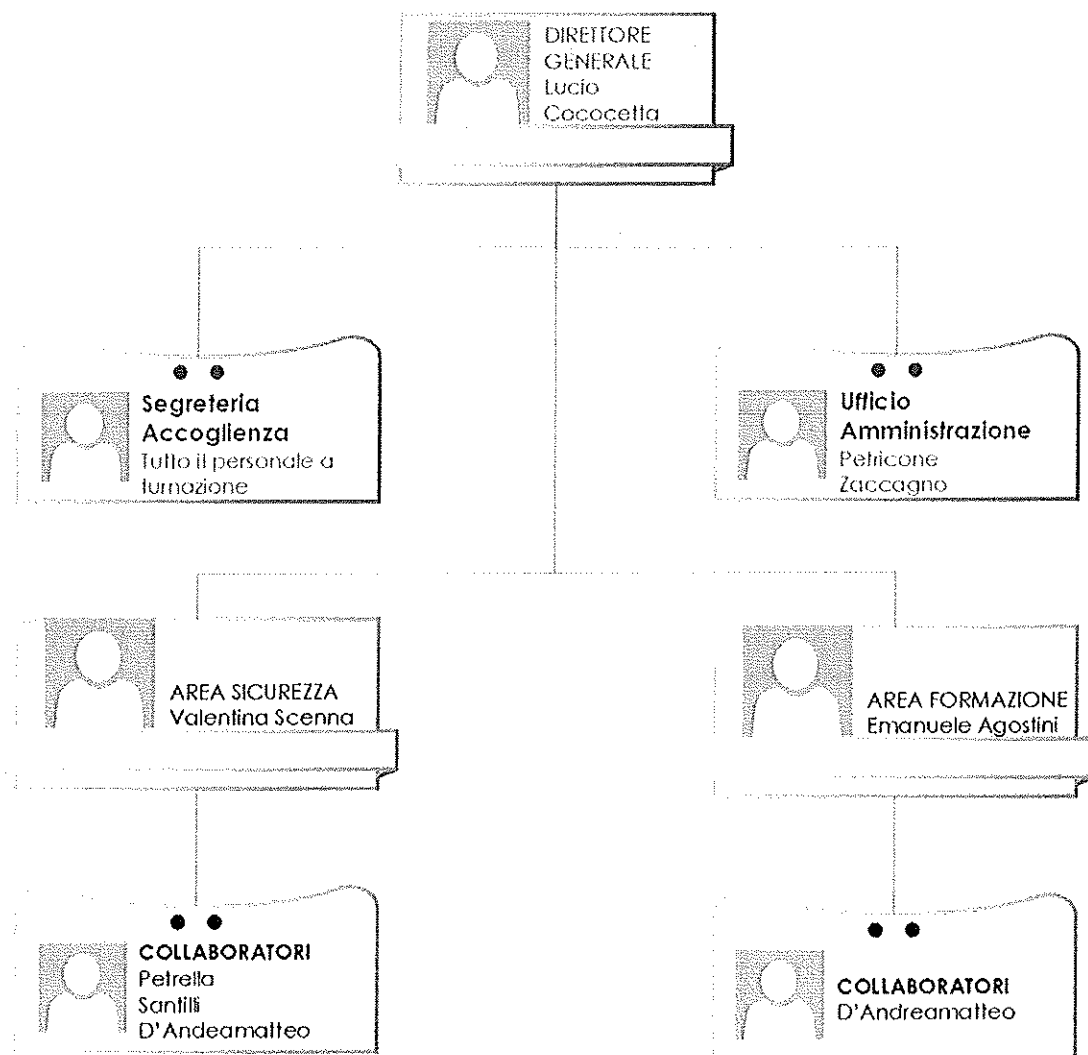 DIRETTORE
GENERALE
Lucio
Cococetta
Segreteria
Accoglienza
Tutto il personale a
turnazione
Ufficio
Amministrazione
Petricone
Zaccagno
AREA SICUREZZA
Valentina Scenna
AREA FORMAZIONE
Emanuele Agostini
COLLABORATORI
Petrella
Santilli
D'Andeamatteo
COLLABORATORI
D'Andreamatteo